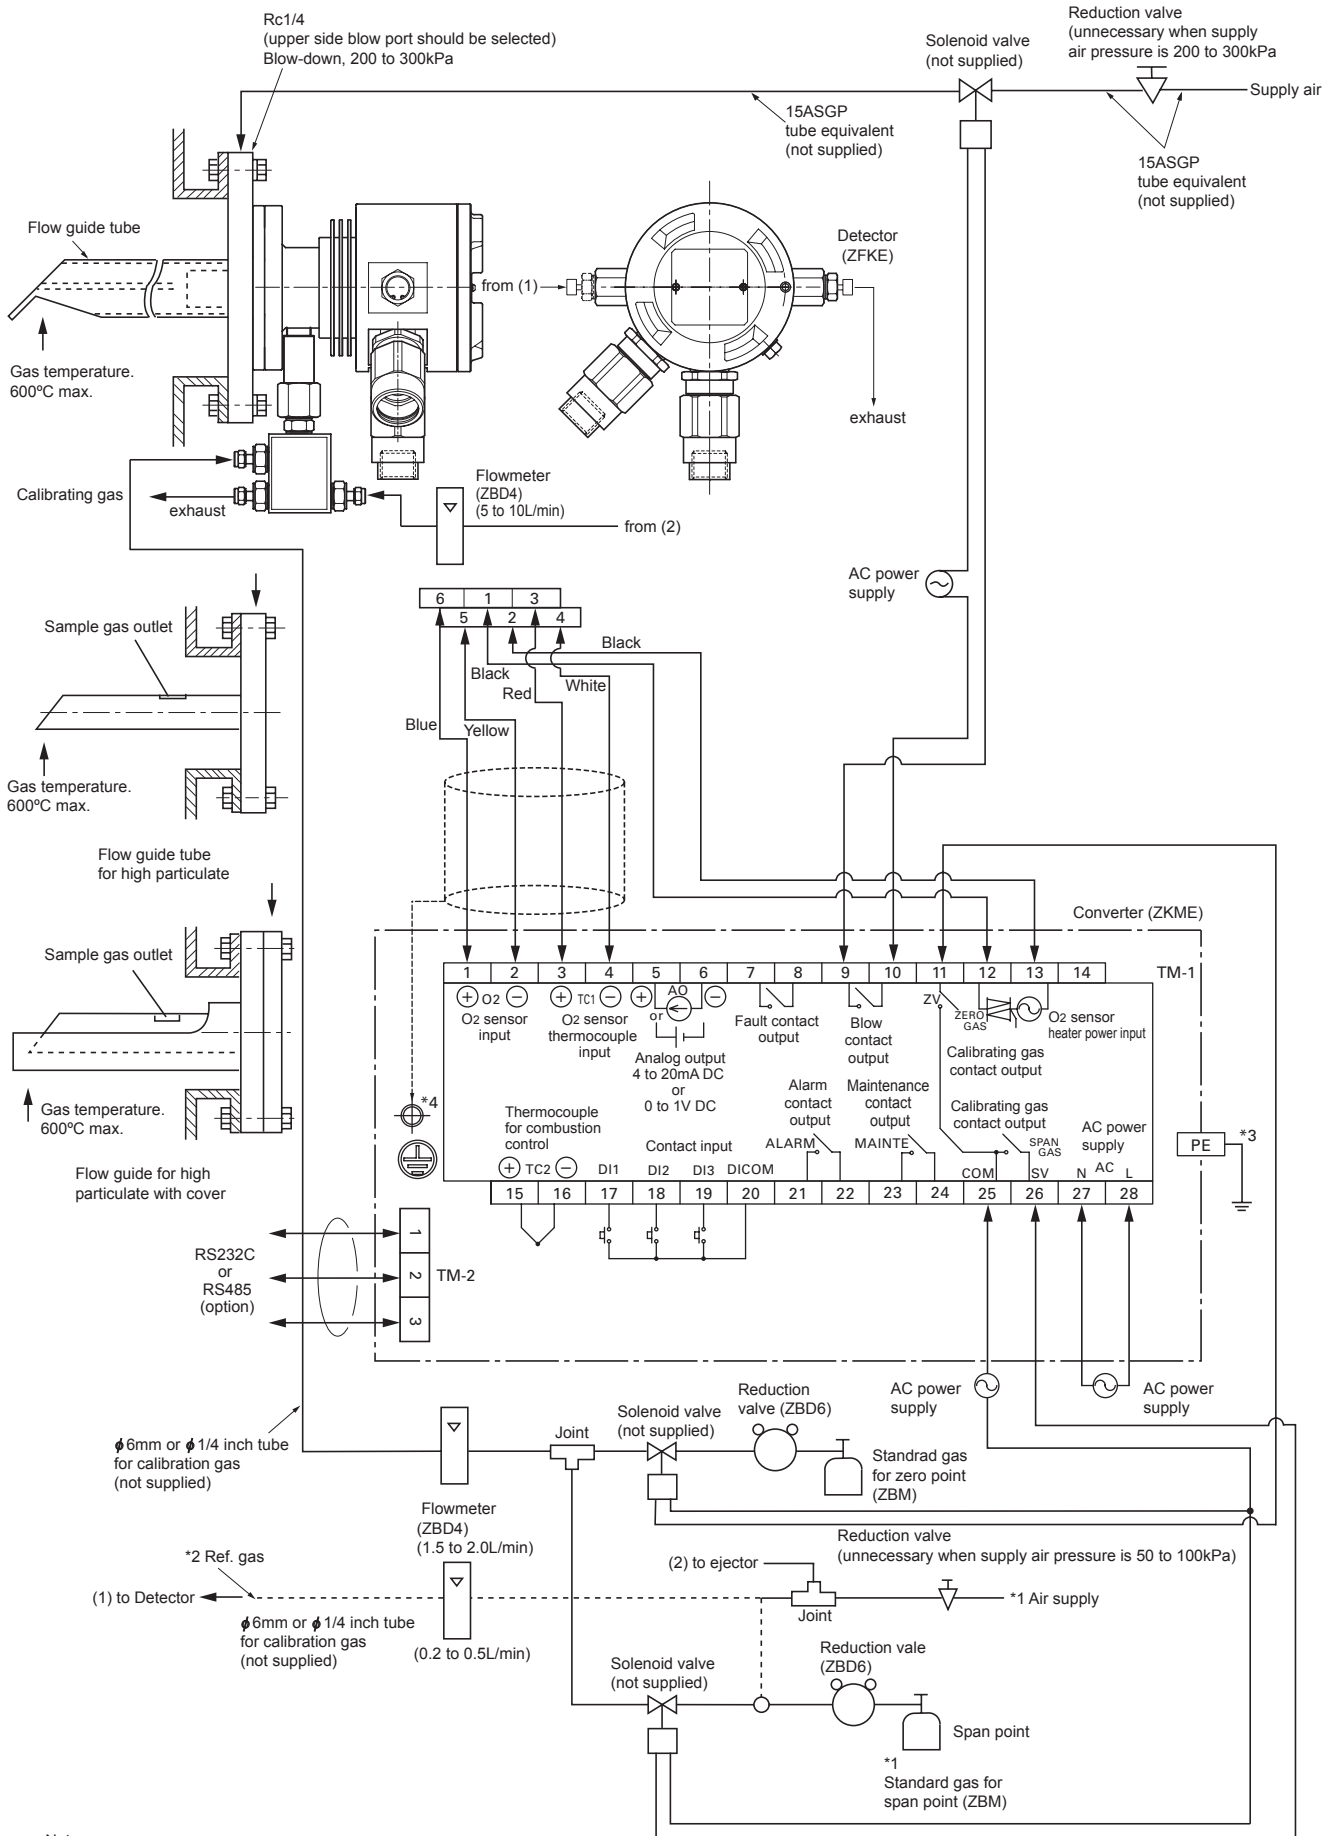 Rc1/4
(upper side blow port should be selected)
Blow-down, 200 to 300kPa
Solenoid valve
(not supplied)
Reduction valve
(unnecessary when supply
air pressure is 200 to 300kPa
Supply air
15ASGP
tube equivalent
(not supplied)
15ASGP
tube equivalent
(not supplied)
Flow guide tube
Detector
(ZFKE)
from (1)
Gas temperature.
600ºC max.
exhaust
Calibrating gas
exhaust
Flowmeter
(ZBD4)
(5 to 10L/min)
from (2)
AC power
supply
6 1 3
5 2 4
Sample gas outlet
Black
Black
White
Red
Blue
Yellow
Gas temperature.
600ºC max.
Flow guide tube
for high particulate
Converter (ZKME)
Sample gas outlet
1 2 3 4 5 6 7 8 9 10 11 12 13 14
TM-1
O2
TC1
AO
or
ZV
ZERO
GAS
O2 sensor
input
O2 sensor
thermocouple
input
Analog output
4 to 20mA DC
or
0 to 1V DC
Fault contact
output
Blow
contact
output
O2 sensor
heater power input
Calibrating gas
contact output
Gas temperature.
600ºC max.
*4
Thermocouple
for combustion
control
Contact input
Alarm
contact
output
Maintenance
contact
output
Calibrating gas
contact output
AC power
supply
ALARM
MAINTE
SPAN
GAS
PE
*3
Flow guide for high
particulate with cover
TC2
DI1 DI2 DI3 DICOM
COM SV N AC L
15 16 17 18 19 20 21 22 23 24 25 26 27 28
RS232C
or
RS485
(option)
1
2
3
TM-2
AC power
supply
AC power
supply
Reduction
valve (ZBD6)
Solenoid valve
(not supplied)
Joint
ϕ6mm or ϕ1/4 inch tube
for calibration gas
(not supplied)
Standrad gas
for zero point
(ZBM)
Flowmeter
(ZBD4)
(1.5 to 2.0L/min)
Reduction valve
(unnecessary when supply air pressure is 50 to 100kPa)
*2 Ref. gas
(2) to ejector
(1) to Detector
*1 Air supply
Joint
ϕ6mm or ϕ1/4 inch tube
for calibration gas
(not supplied)
(0.2 to 0.5L/min)
Solenoid valve
(not supplied)
Reduction vale
(ZBD6)
Span point
*1
Standard gas for
span point (ZBM)